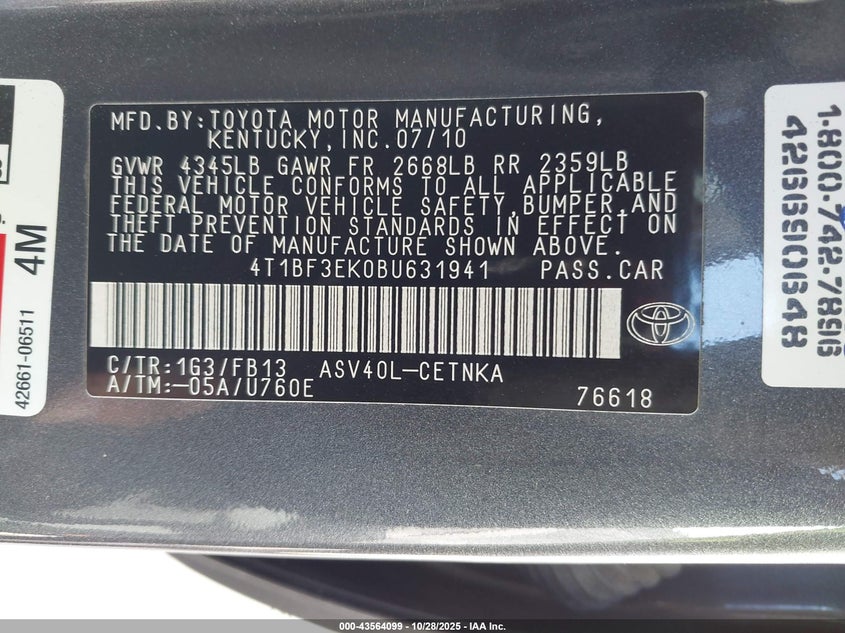 MFD.BY:TOYOTA MOTOR MANUFACTURING,
KENTUCKY,INC.07/10
GVWR 4345LB GAWR FR 2668LB RR 2359LB
THIS VEHICLE CONFORMS TO ALL APPLICABLE
FEDERAL MOTOR VEHICLE SAFETY,BUMPER,AND
THEFT PREVENTION STANDARDS IN EFFECT ON
THE DATE OF MANUFACTURE SHOWN ABOVE.
4T1BF3EK0BU631941 PASS.CAR
C/TR:1G3/FB13 ASV40L-CETNKA
A/TM:-05A/U760E
76618
4M
42661-06511
1-800-742-7896
426690648
000-43564099 | 10/28/2025 - IAA Inc.